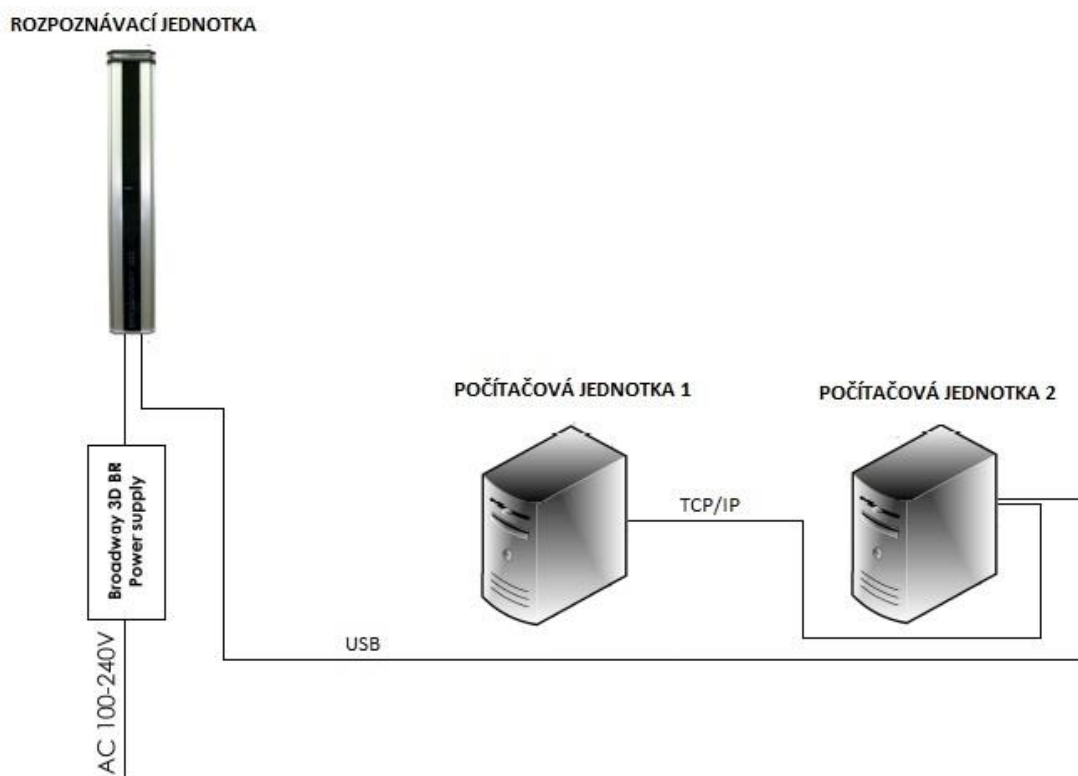 ROZPOZNÁVACÍ JEDNOTKA
POČÍTAČOVÁ JEDNOTKA 1
POČÍTAČOVÁ JEDNOTKA 2
Broadway 3D BR
Power supply
TCP/IP
USB
AC 100-240V